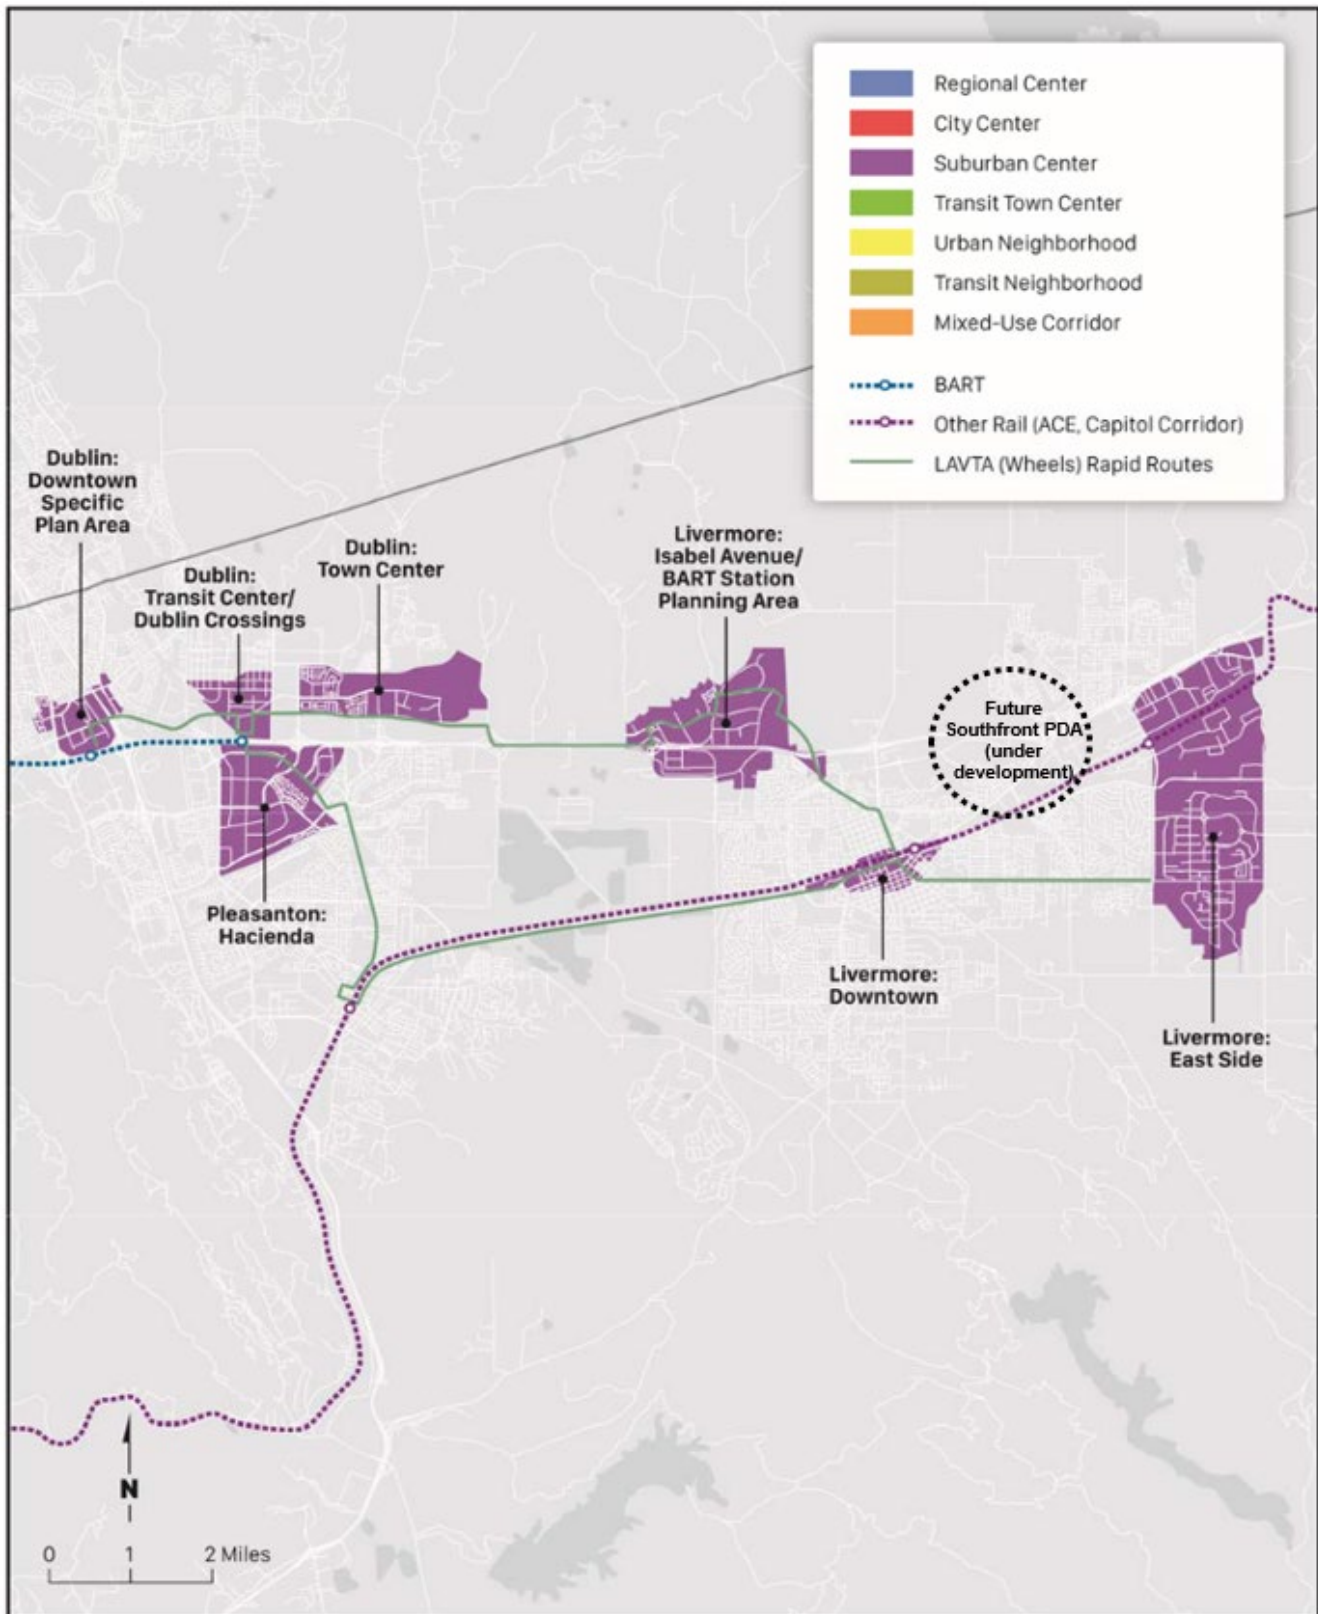 Regional Center
City Center
Suburban Center
Transit Town Center
Urban Neighborhood
Transit Neighborhood
Mixed-Use Corridor
BART
Other Rail (ACE, Capitol Corridor)
LAVTA (Wheels) Rapid Routes
Dublin:
Downtown
Specific
Plan Area
Dublin:
Transit Center/
Dublin Crossings
Dublin:
Town Center
Livermore:
Isabel Avenue/
BART Station
Planning Area
Future
Southfront PDA
(under
development)
Pleasanton:
Hacienda
Livermore:
Downtown
Livermore:
East Side
N
0 1 2 Miles